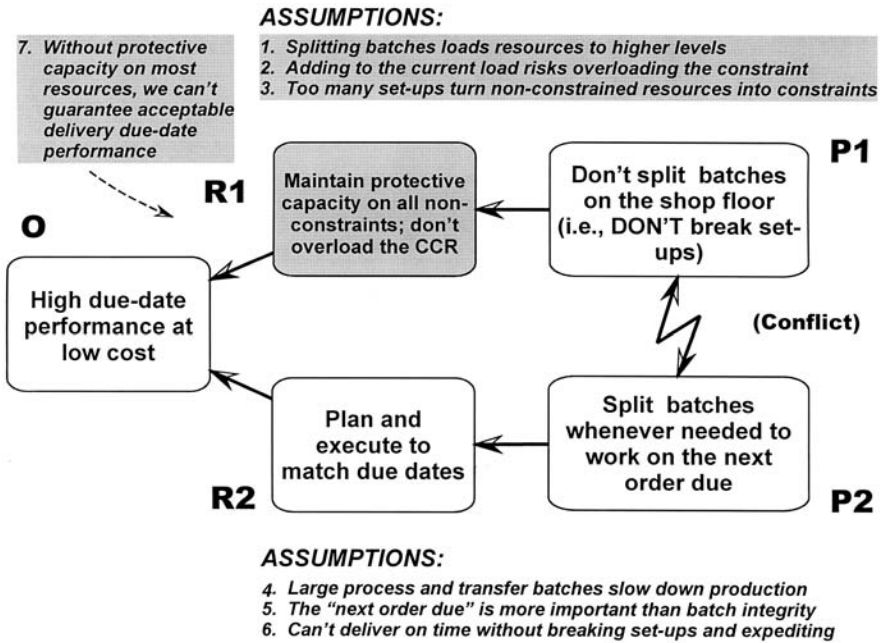 ASSUMPTIONS:
7. Without protective
capacity on most
resources, we can't
guarantee acceptable
delivery due-date
performance
1. Splitting batches loads resources to higher levels
2. Adding to the current load risks overloading the constraint
3. Too many set-ups turn non-constrained resources into constraints
R1
Maintain protective
capacity on all non-
constraints; don't
overload the CCR
P1
Don't split batches
on the shop floor
(i.e., DON'T break set-
ups)
O
High due-date
performance at
low cost
(Conflict)
R2
Plan and
execute to
match due dates
Split batches
whenever needed to
work on the next
order due
P2
ASSUMPTIONS:
4. Large process and transfer batches slow down production
5. The "next order due" is more important than batch integrity
6. Can't deliver on time without breaking set-ups and expediting